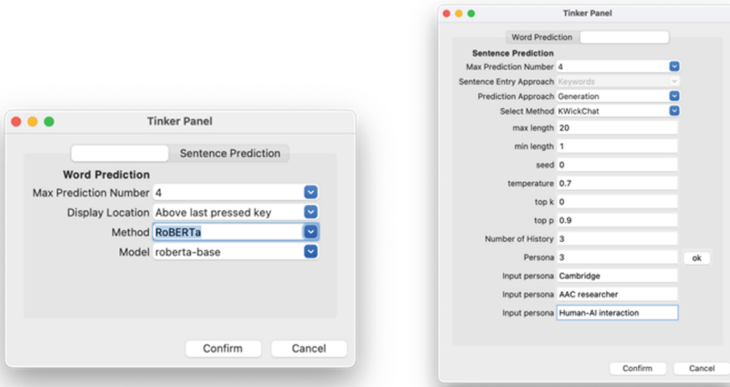 Tinker Panel
Sentence Prediction
Word Prediction
Max Prediction Number 4
Display Location Above last pressed key
Method RoBERTa
Model roberta-base
Confirm Cancel
Tinker Panel
Word Prediction
Sentence Prediction
Max Prediction Number 4
Sentence Entry Approach Keywords
Prediction Approach Generation
Select Method KWickChat
max length 20
min length 1
seed 0
temperature 0.7
top k 0
top p 0.9
Number of History 3
Persona 3 ok
Input persona Cambridge
Input persona AAC researcher
Input persona Human-AI interaction
Confirm Cancel